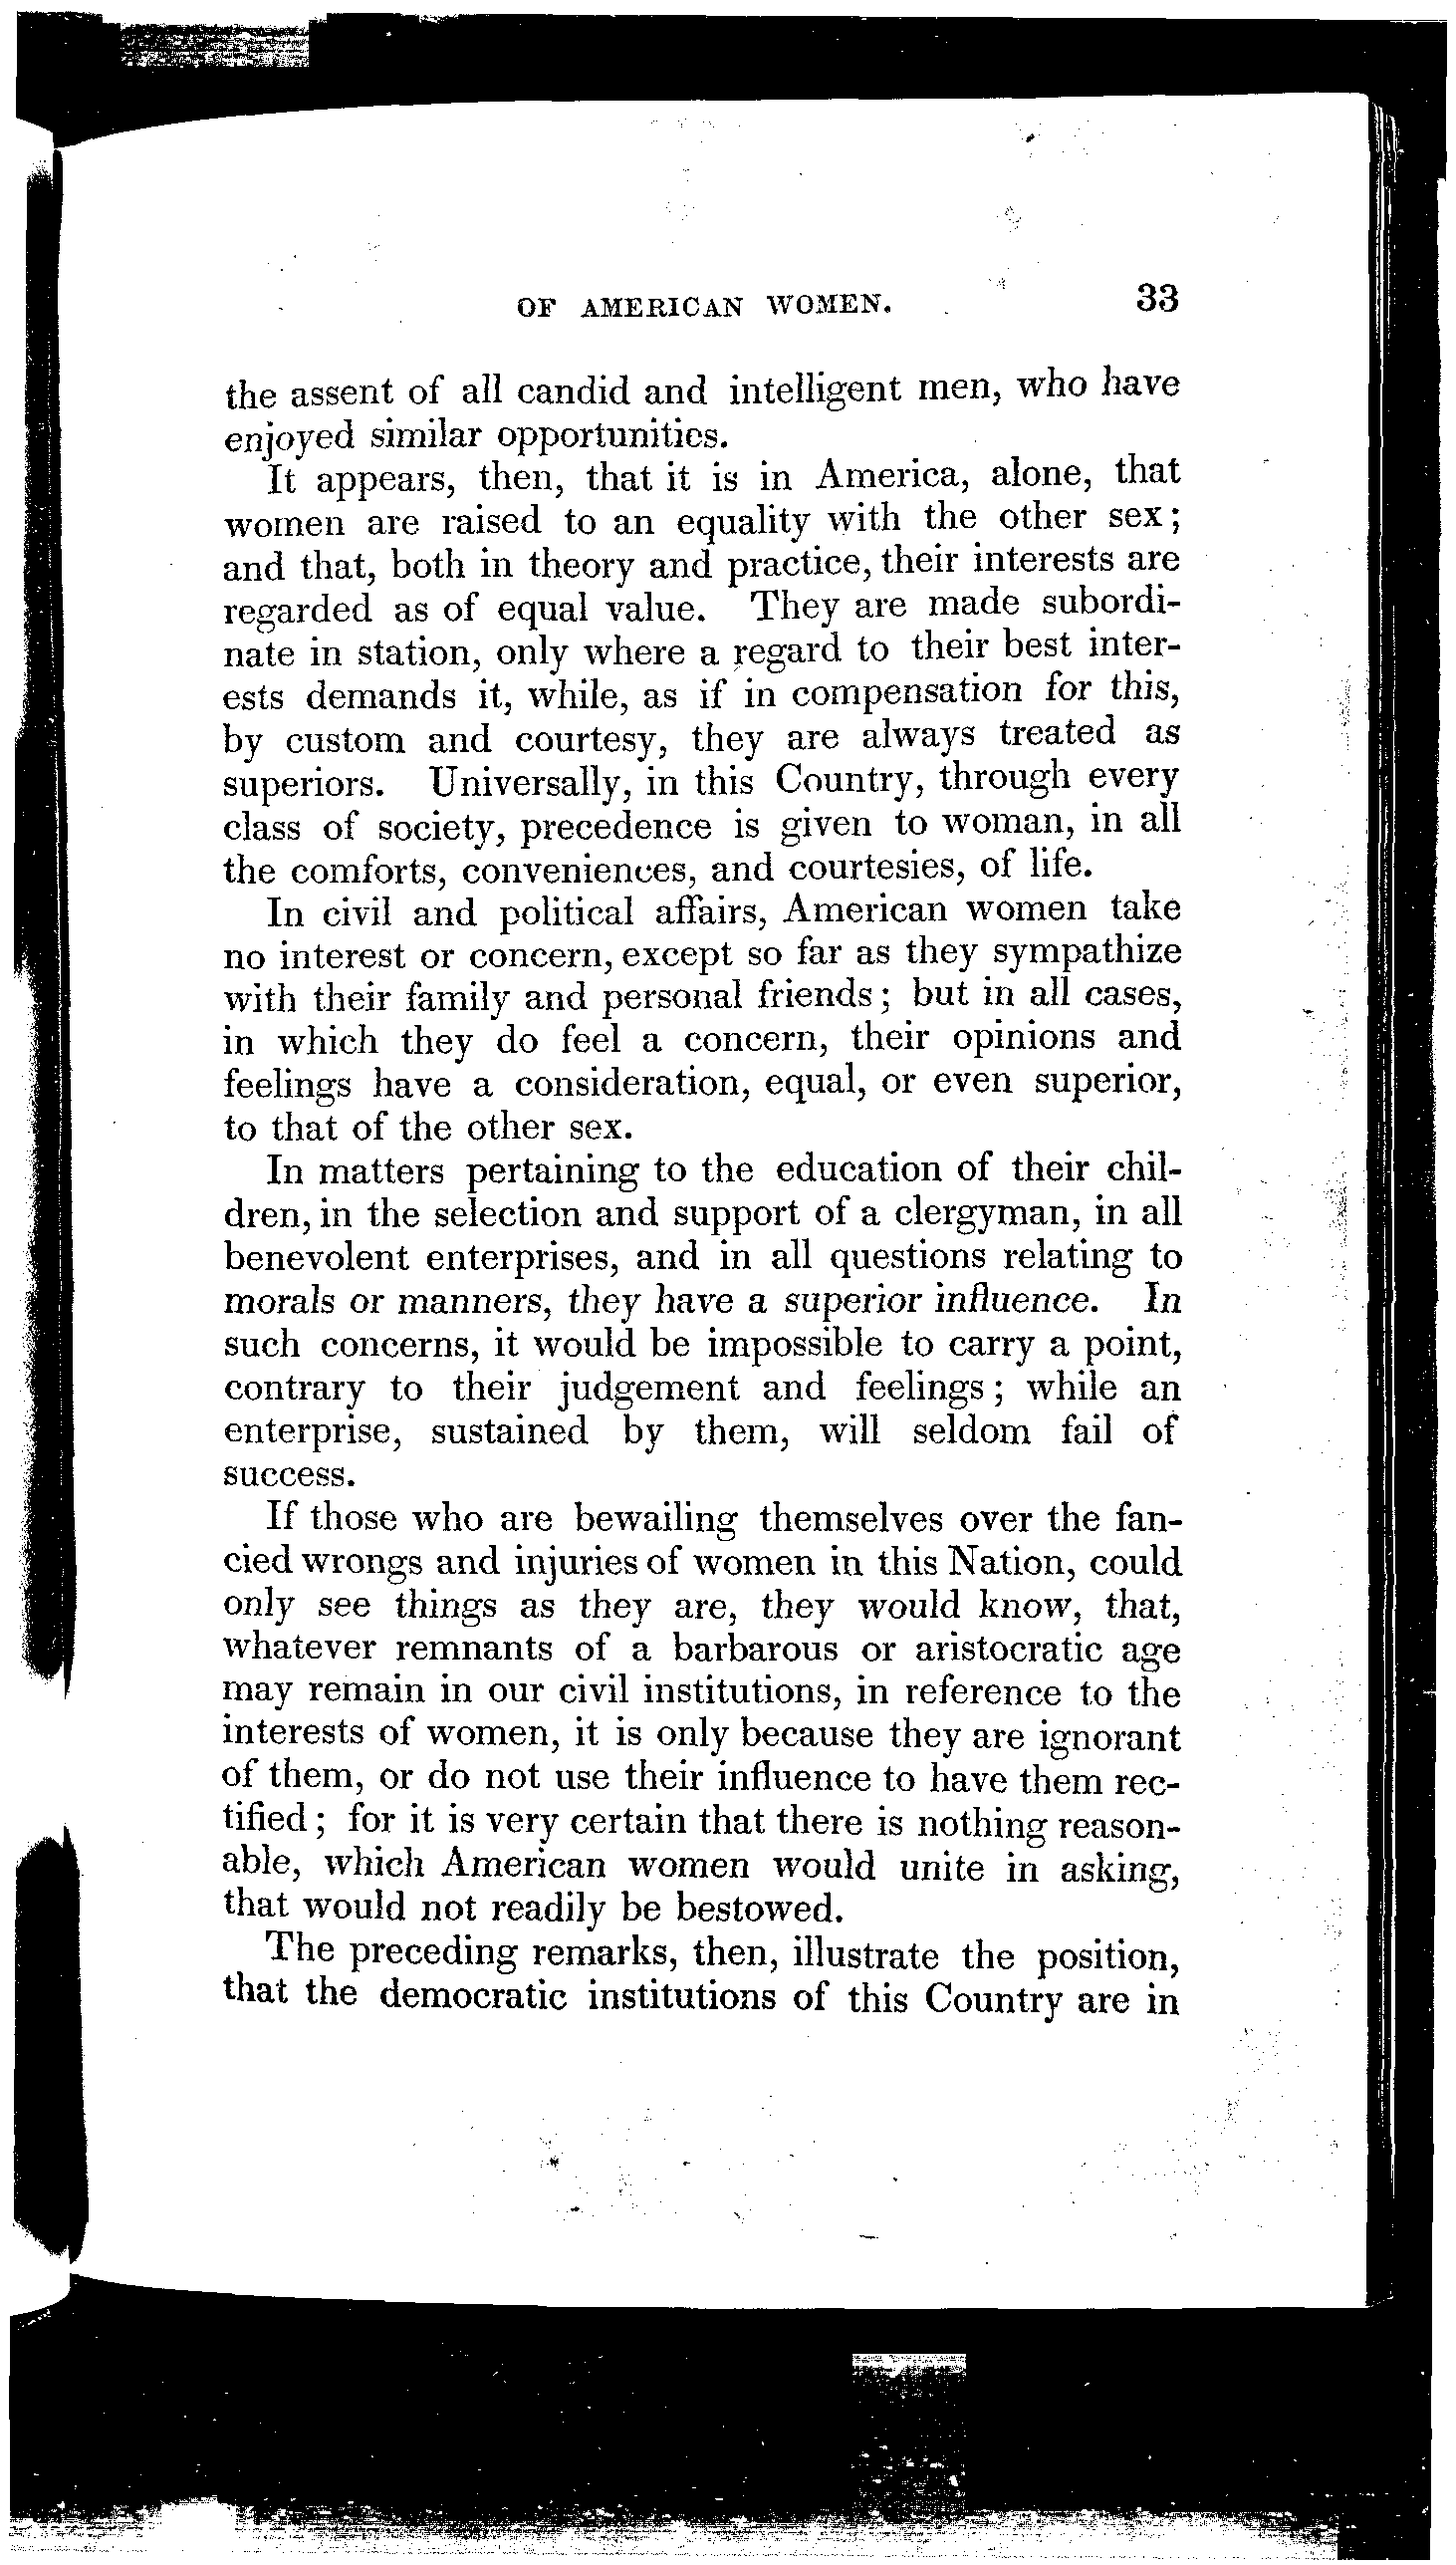 OF AMERICAN WOMEN. 33
the assent of all candid and intelligent men, who have
enjoyed similar opportunities.
It appears, then, that it is in America, alone, that
women are raised to an equality with the other sex;
and that, both in theory and practice, their interests are
regarded as of equal value. They are made subordi-
nate in station, only where a regard to their best inter-
ests demands it, while, as if in compensation for this,
by custom and courtesy, they are always treated as
superiors. Universally, in this Country, through every
class of society, precedence is given to woman, in all
the comforts, conveniences, and courtesies, of life.
In civil and political affairs, American women take
no interest or concern, except so far as they sympathize
with their family and personal friends; but in all cases,
in which they do feel a concern, their opinions and
feelings have a consideration, equal, or even superior,
to that of the other sex.
In matters pertaining to the education of their chil-
dren, in the selection and support of a clergyman, in all
benevolent enterprises, and in all questions relating to
morals or manners, they have a superior influence. In
such concerns, it would be impossible to carry a point,
contrary to their judgement and feelings; while an
enterprise, sustained by them, will seldom fail of
success.
If those who are bewailing themselves over the fan-
cied wrongs and injuries of women in this Nation, could
only see things as they are, they would know, that,
whatever remnants of a barbarous or aristocratic age
may remain in our civil institutions, in reference to the
interests of women, it is only because they are ignorant
of them, or do not use their influence to have them rec-
tified; for it is very certain that there is nothing reason-
able, which American women would unite in asking,
that would not readily be bestowed.
The preceding remarks, then, illustrate the position,
that the democratic institutions of this Country are in